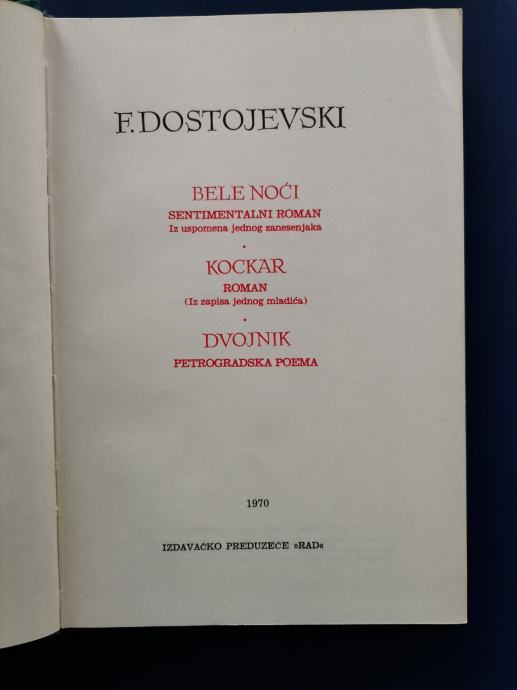 F. DOSTOJEVSKI
BELE NOĆI
SENTIMENTALNI ROMAN
Iz uspomena jednog zanesenjaka
•
KOCKAR
ROMAN
(Iz zapisa jednog mladića)
•
DVOJNIK
PETROGRADSKA POEMA
1970
IZDAVAČKO PREDUZEĆE »RAD«